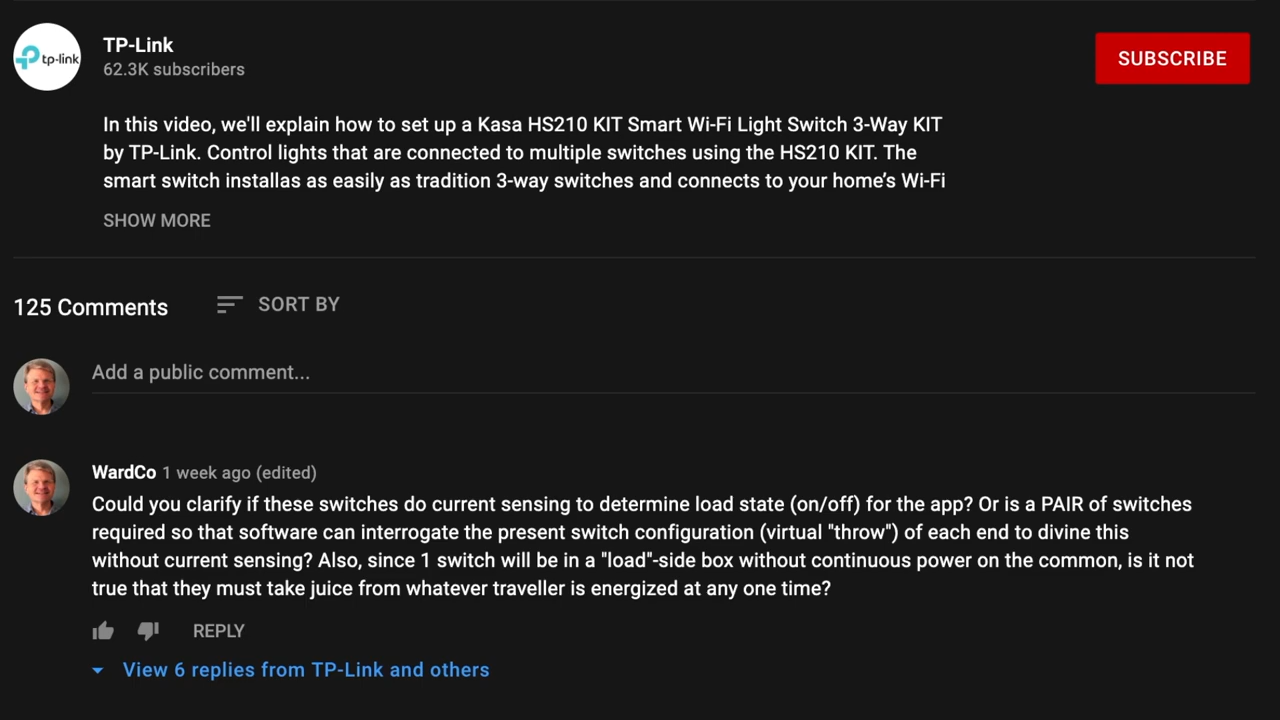 tp-link
TP-Link
62.3K subscribers
SUBSCRIBE
In this video, we'll explain how to set up a Kasa HS210 KIT Smart Wi-Fi Light Switch 3-Way KIT
by TP-Link. Control lights that are connected to multiple switches using the HS210 KIT. The
smart switch installas as easily as tradition 3-way switches and connects to your home’s Wi-Fi
SHOW MORE
125 Comments
SORT BY
Add a public comment...
WardCo 1 week ago (edited)
Could you clarify if these switches do current sensing to determine load state (on/off) for the app? Or is a PAIR of switches
required so that software can interrogate the present switch configuration (virtual "throw") of each end to divine this
without current sensing? Also, since 1 switch will be in a "load"-side box without continuous power on the common, is it not
true that they must take juice from whatever traveller is energized at any one time?
REPLY
View 6 replies from TP-Link and others